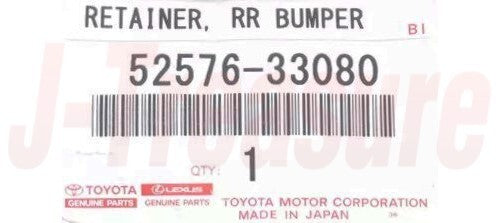 RETAINER, RR BUMPER
BI
52576-33080
J-Treasure
QTY: 1
TOYOTA LEXUS
GENUINE PARTS GENUINE PARTS
TOYOTA MOTOR CORPORATION
MADE IN JAPAN